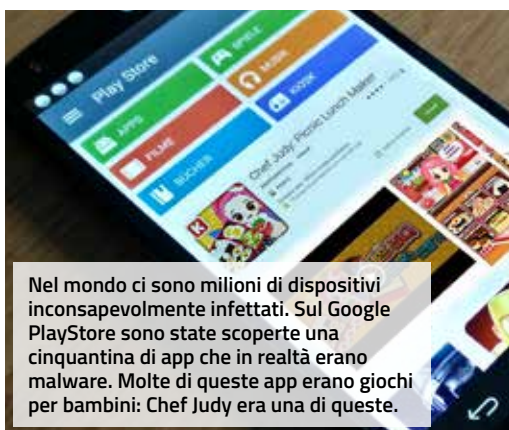 Play Store
APPS
SPIELE
FILME
MUSIK
BÜCHER
KIOSK
Chef Judy: Picnic Lunch Maker
Nel mondo ci sono milioni di dispositivi
inconsapevolmente infettati. Sul Google
PlayStore sono state scoperte una
cinquantina di app che in realtà erano
malware. Molte di queste app erano giochi
per bambini: Chef Judy era una di queste.